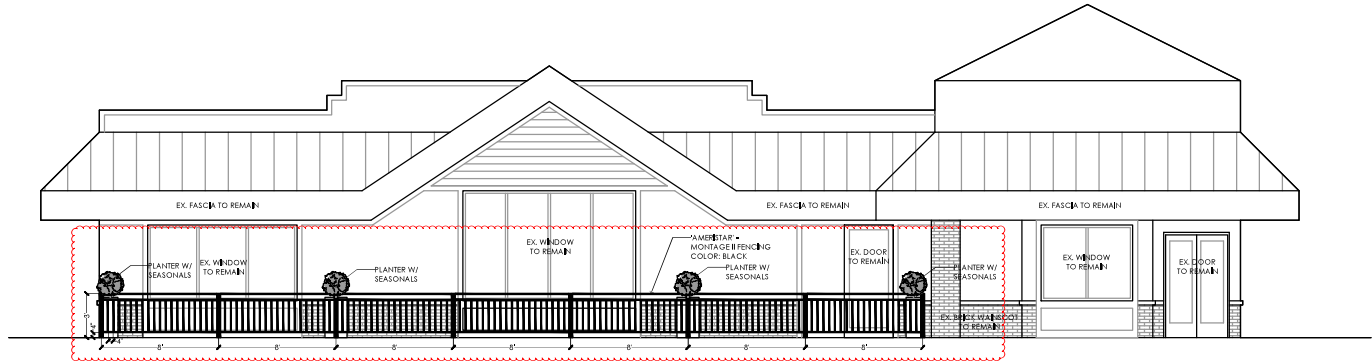 EX. FASCIA TO REMAIN
EX. FASCIA TO REMAIN
EX. FASCIA TO REMAIN
EX. WINDOW
TO REMAIN
PLANTER W/
SEASONALS
PLANTER W/
SEASONALS
EX. WINDOW
TO REMAIN
'AMERISTAR' -
MONTAGE II FENCING
COLOR: BLACK
PLANTER W/
SEASONALS
EX. DOOR
TO REMAIN
PLANTER W/
SEASONALS
EX. WINDOW
TO REMAIN
EX. DOOR
TO REMAIN
EX. BRICK WAINSCOT
TO REMAIN
3'
4"
4"
8'
8'
8'
8'
8'